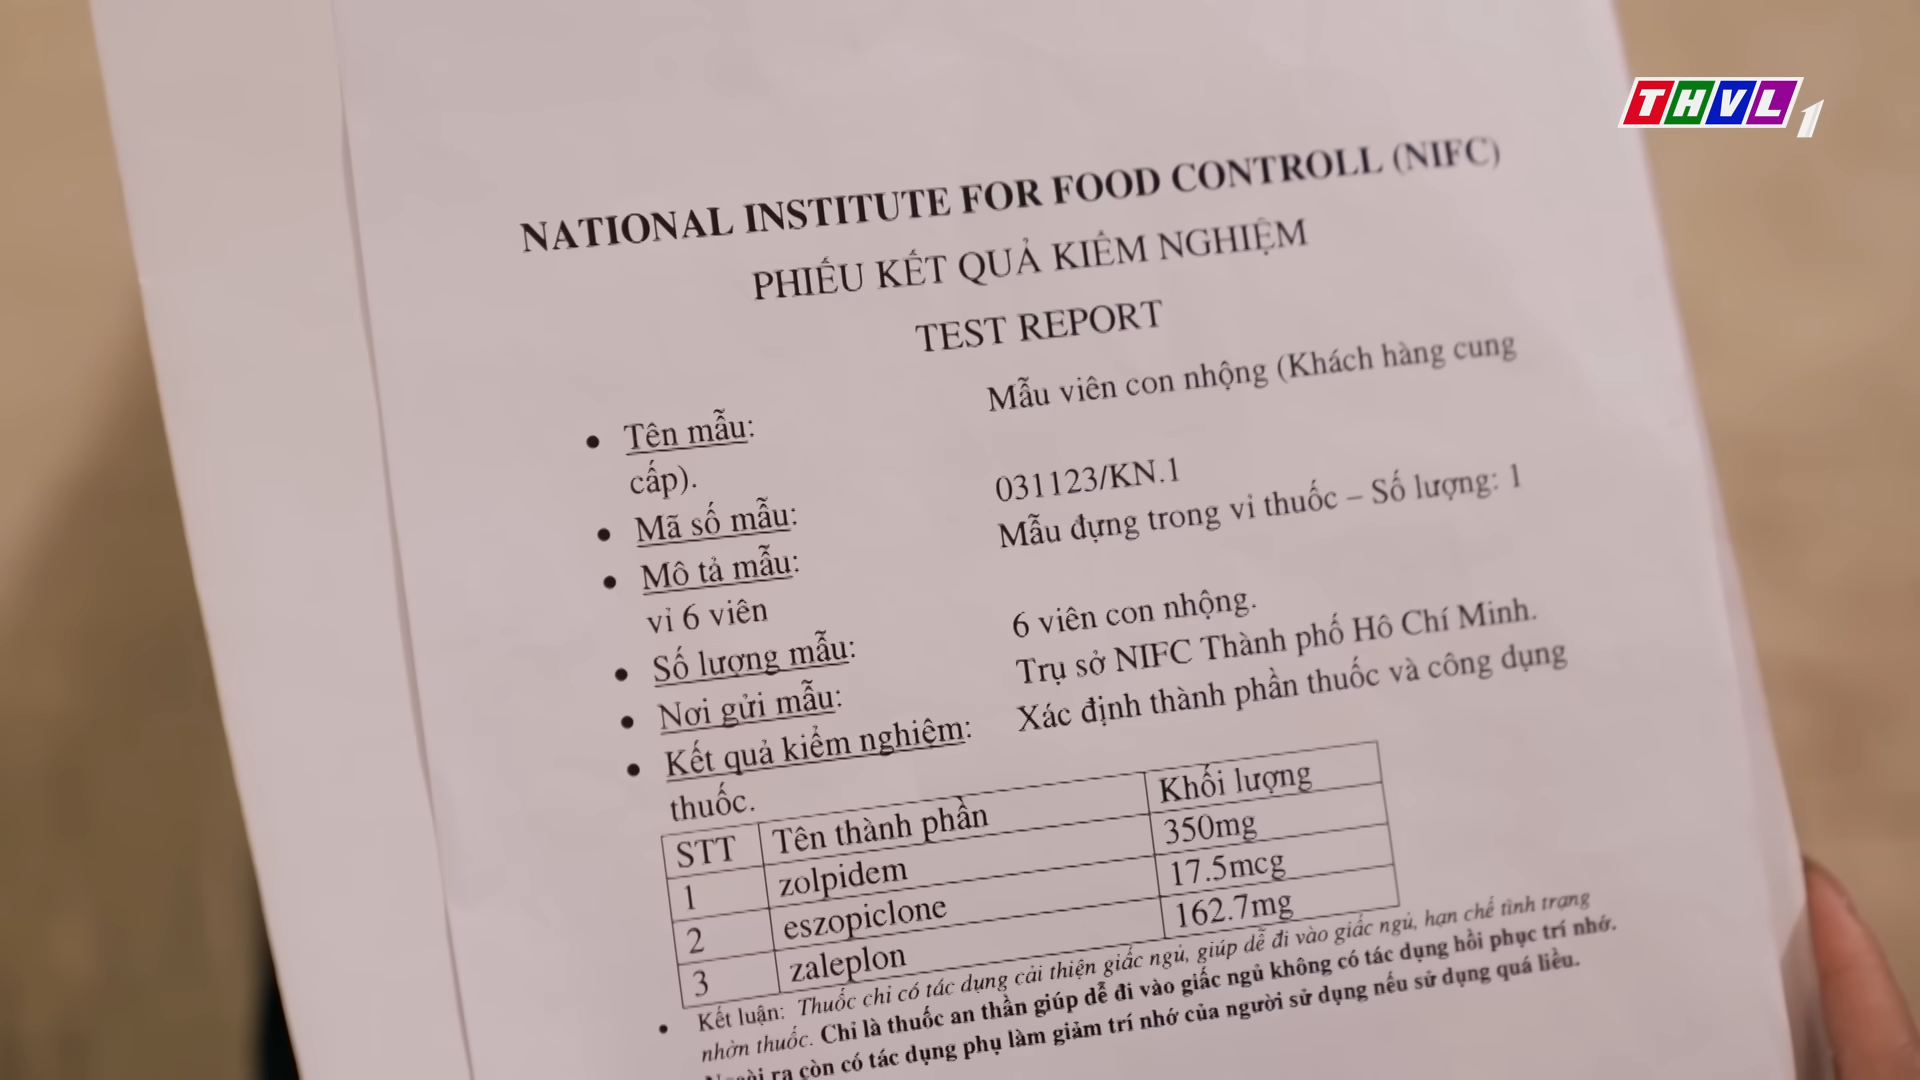 THVL1
NATIONAL INSTITUTE FOR FOOD CONTROLL (NIFC)
PHIẾU KẾT QUẢ KIỂM NGHIỆM
TEST REPORT
• Tên mẫu: Mẫu viên con nhộng (Khách hàng cung
cấp).
• Mã số mẫu: 031123/KN.1
• Mô tả mẫu: Mẫu đựng trong vỉ thuốc – Số lượng: 1
vỉ 6 viên
• Số lượng mẫu: 6 viên con nhộng.
• Nơi gửi mẫu: Trụ sở NIFC Thành phố Hồ Chí Minh.
• Kết quả kiểm nghiệm: Xác định thành phần thuốc và công dụng
thuốc.
STT Tên thành phần Khối lượng
1 zolpidem 350mg
2 eszopiclone 17.5mcg
3 zaleplon 162.7mg
• Kết luận: Thuốc chỉ có tác dụng cải thiện giấc ngủ, giúp dễ đi vào giấc ngủ, hạn chế tình trạng
nhờn thuốc. Chỉ là thuốc an thần giúp dễ đi vào giấc ngủ không có tác dụng hồi phục trí nhớ.
Ngoài ra còn có tác dụng phụ làm giảm trí nhớ của người sử dụng nếu sử dụng quá liều.